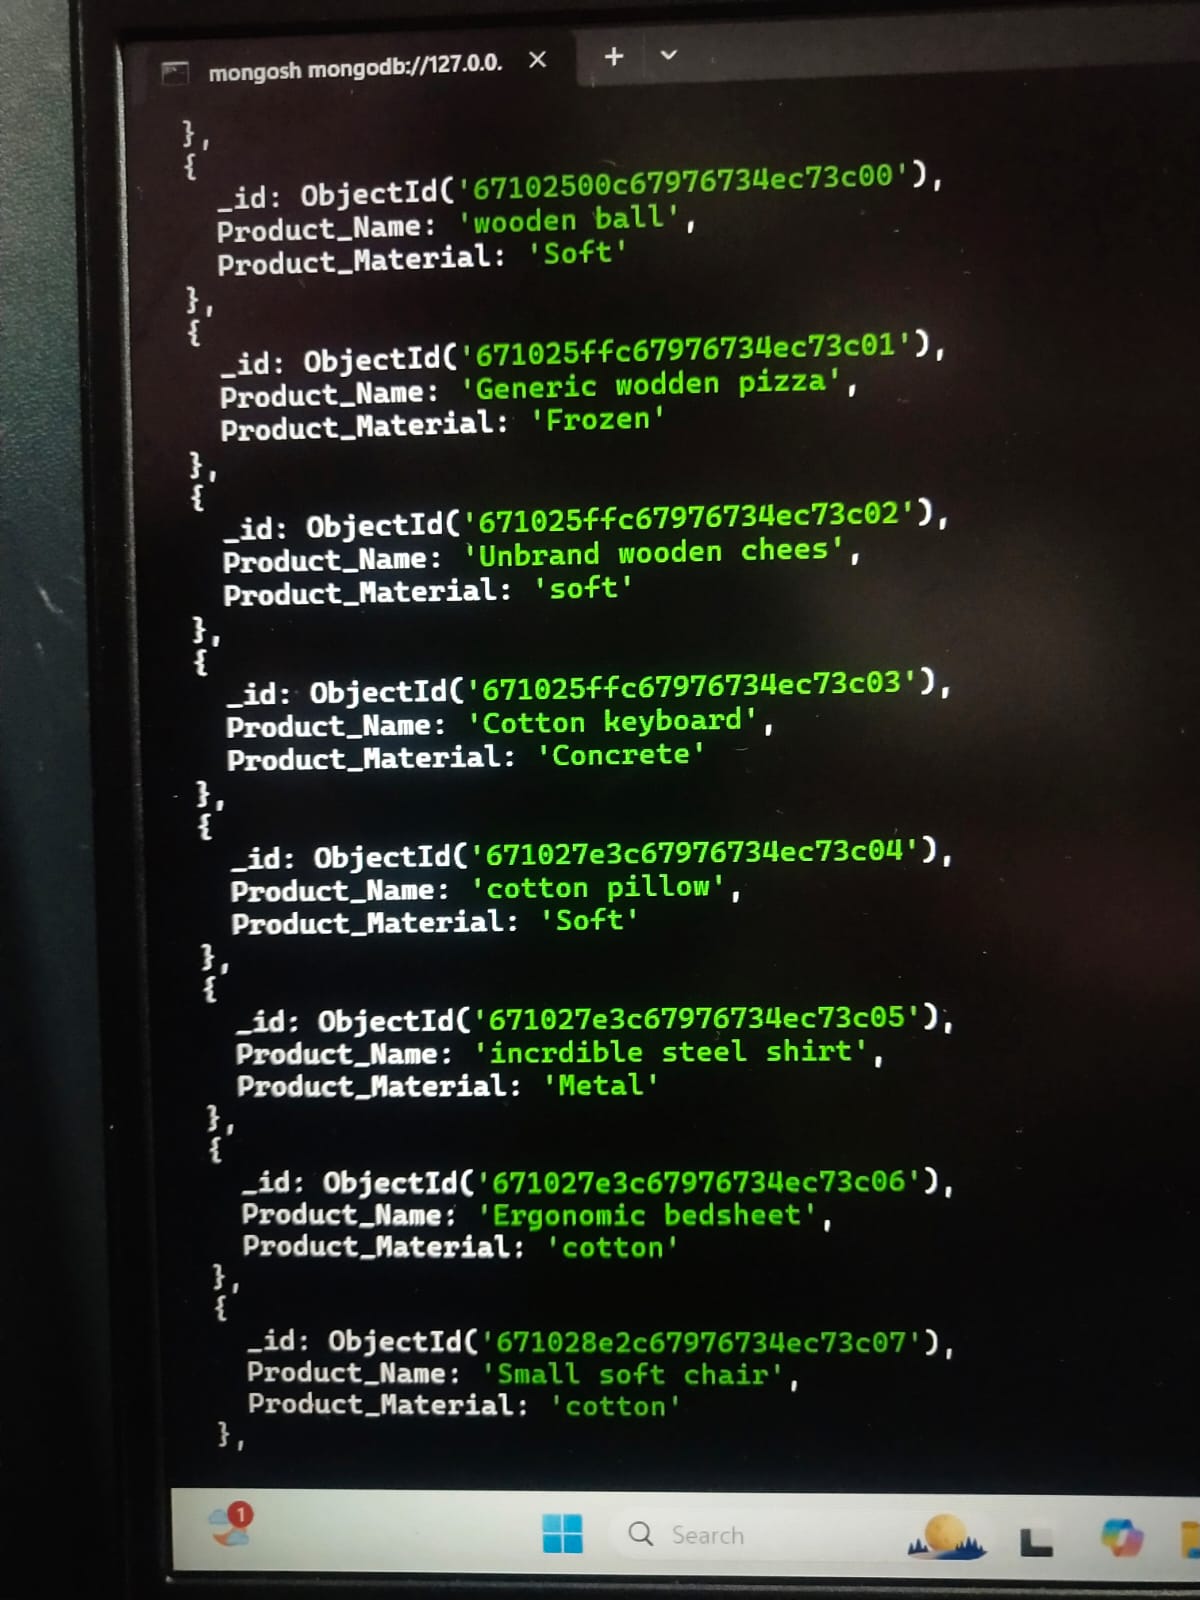 mongosh mongodb://127.0.0.
},
{
_id: ObjectId('67102500c67976734ec73c00'),
Product_Name: 'wooden ball',
Product_Material: 'Soft'
},
{
_id: ObjectId('671025ffc67976734ec73c01'),
Product_Name: 'Generic wodden pizza',
Product_Material: 'Frozen'
},
{
_id: ObjectId('671025ffc67976734ec73c02'),
Product_Name: 'Unbrand wooden chees',
Product_Material: 'soft'
},
{
_id: ObjectId('671025ffc67976734ec73c03'),
Product_Name: 'Cotton keyboard',
Product_Material: 'Concrete'
},
{
_id: ObjectId('671027e3c67976734ec73c04'),
Product_Name: 'cotton pillow',
Product_Material: 'Soft'
},
{
_id: ObjectId('671027e3c67976734ec73c05'),
Product_Name: 'incrdible steel shirt',
Product_Material: 'Metal'
},
{
_id: ObjectId('671027e3c67976734ec73c06'),
Product_Name: 'Ergonomic bedsheet',
Product_Material: 'cotton'
},
{
_id: ObjectId('671028e2c67976734ec73c07'),
Product_Name: 'Small soft chair',
Product_Material: 'cotton'
},
1
Search